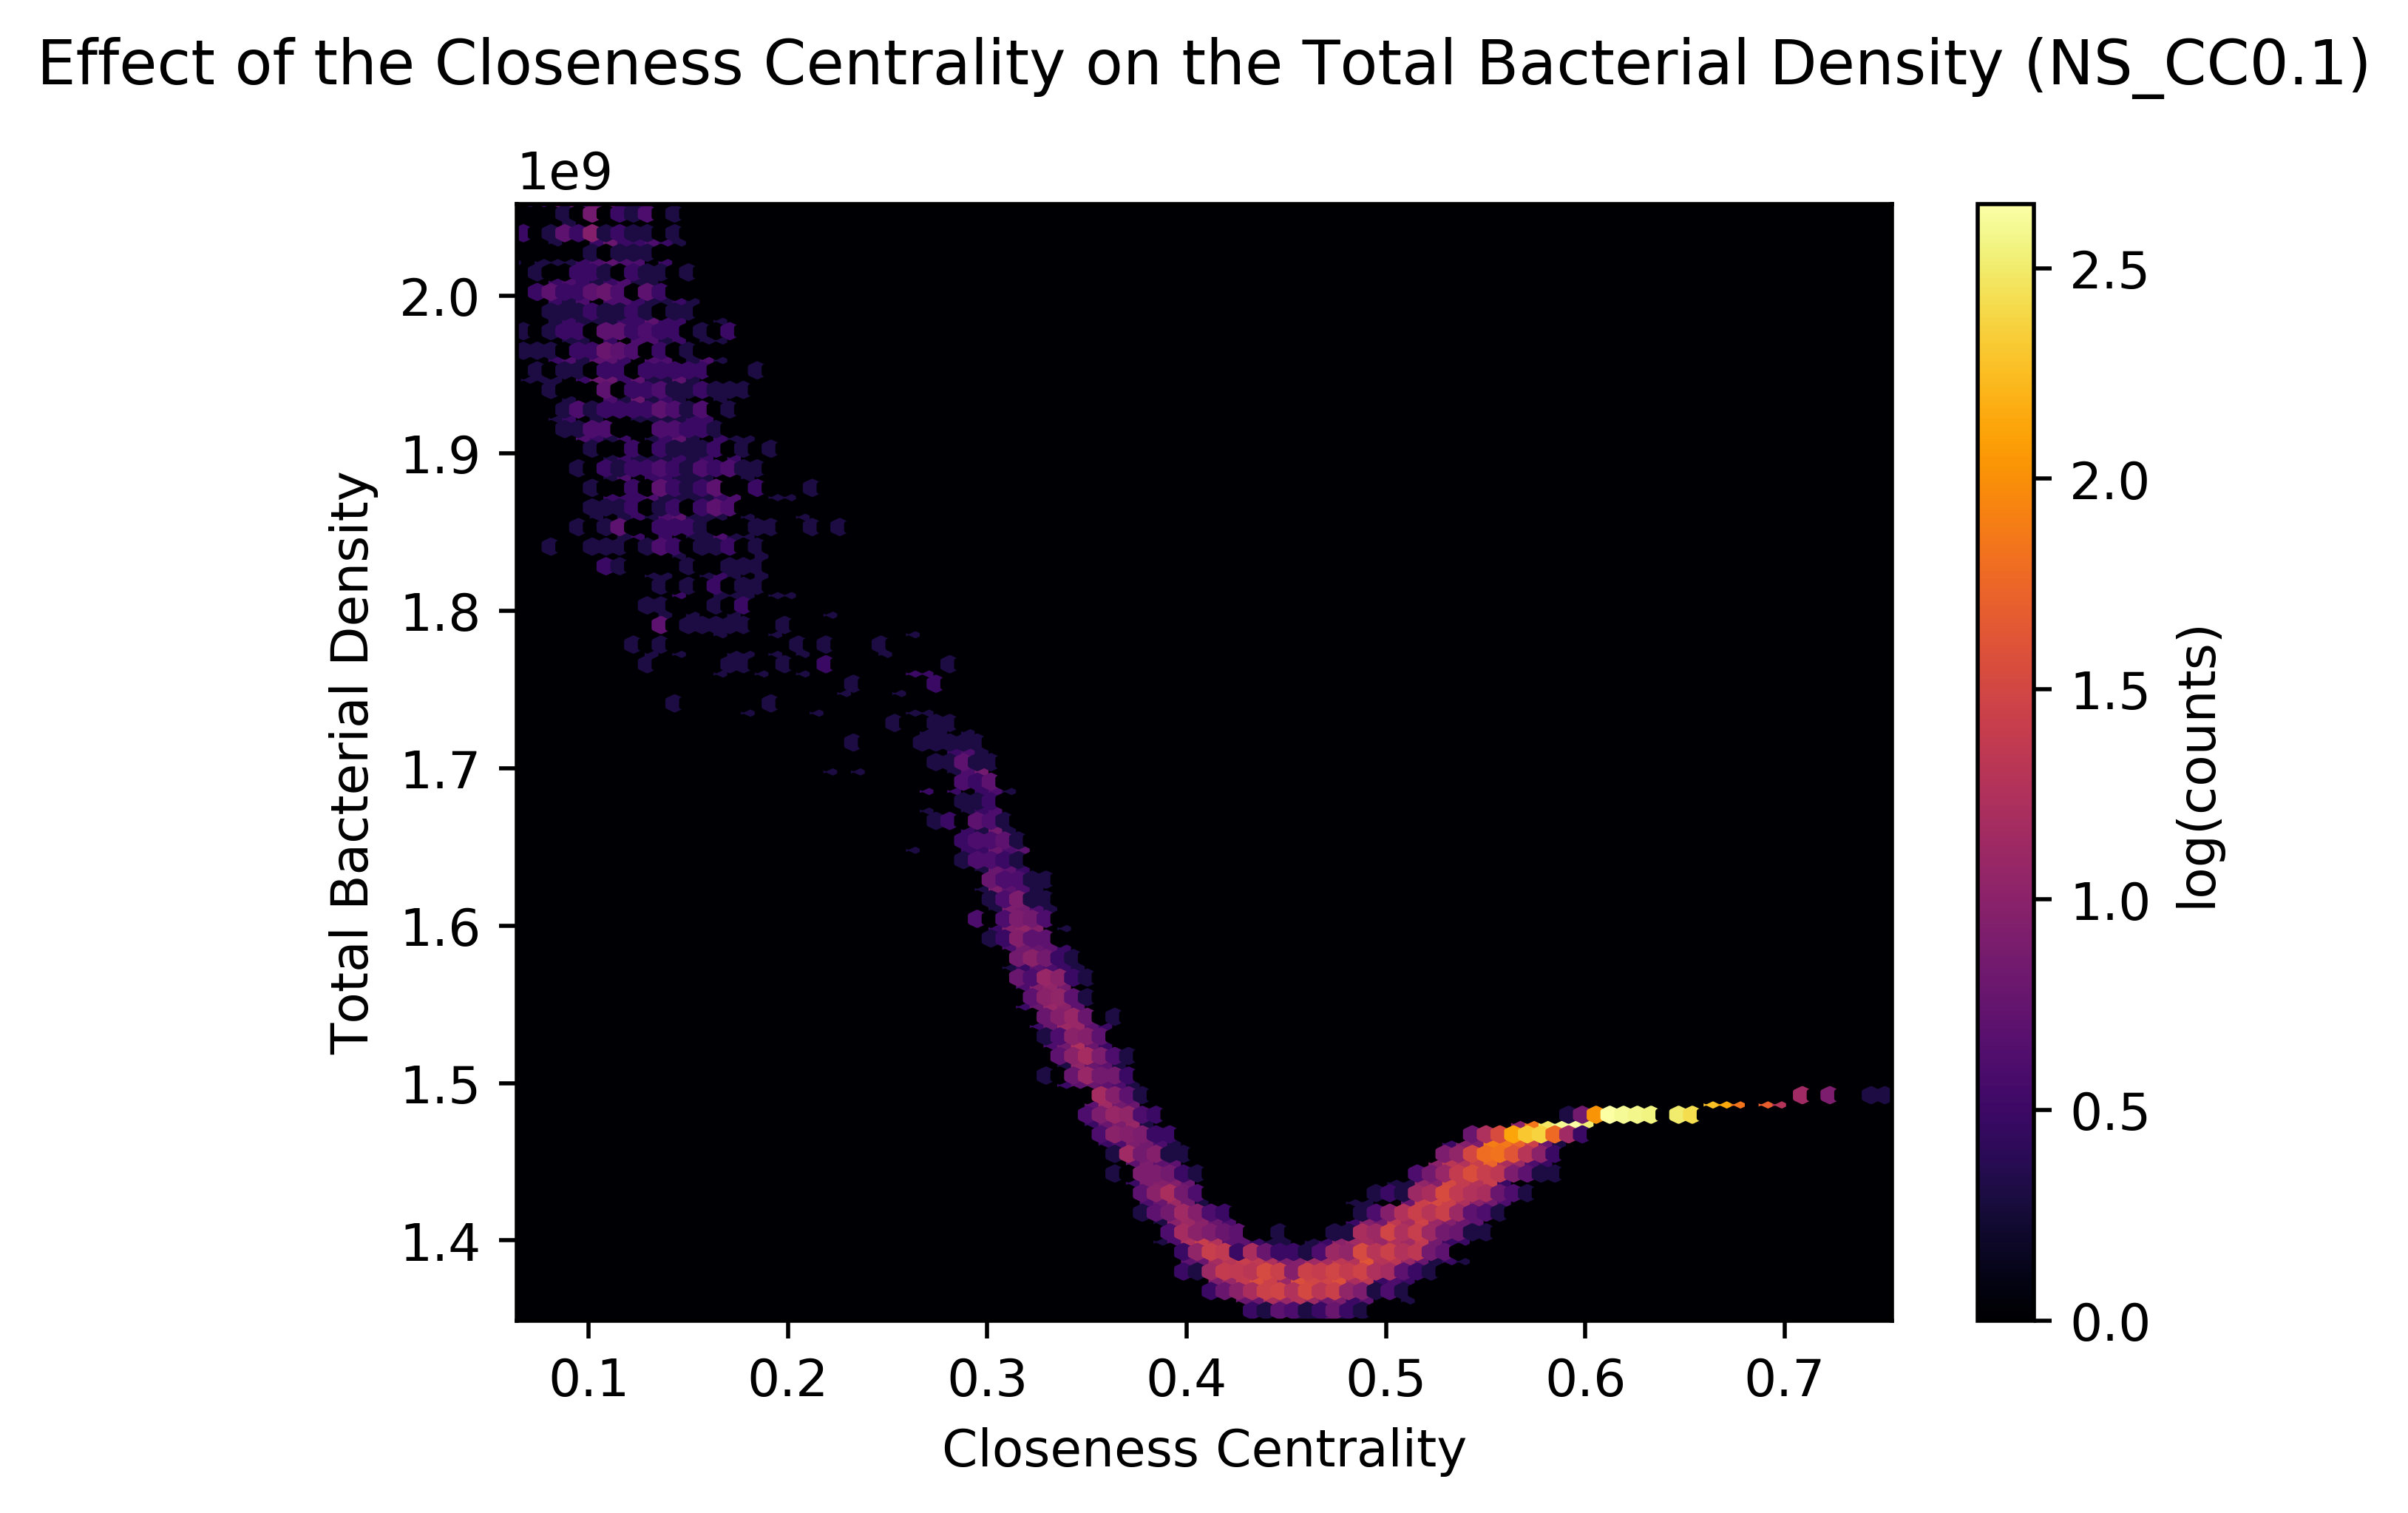 Effect of the Closeness Centrality on the Total Bacterial Density (NS_CC0.1)
1e9
2.0
1.9
1.8
1.7
1.6
1.5
1.4
Total Bacterial Density
0.1 0.2 0.3 0.4 0.5 0.6 0.7
Closeness Centrality
2.5
2.0
1.5
1.0
0.5
0.0
log(counts)